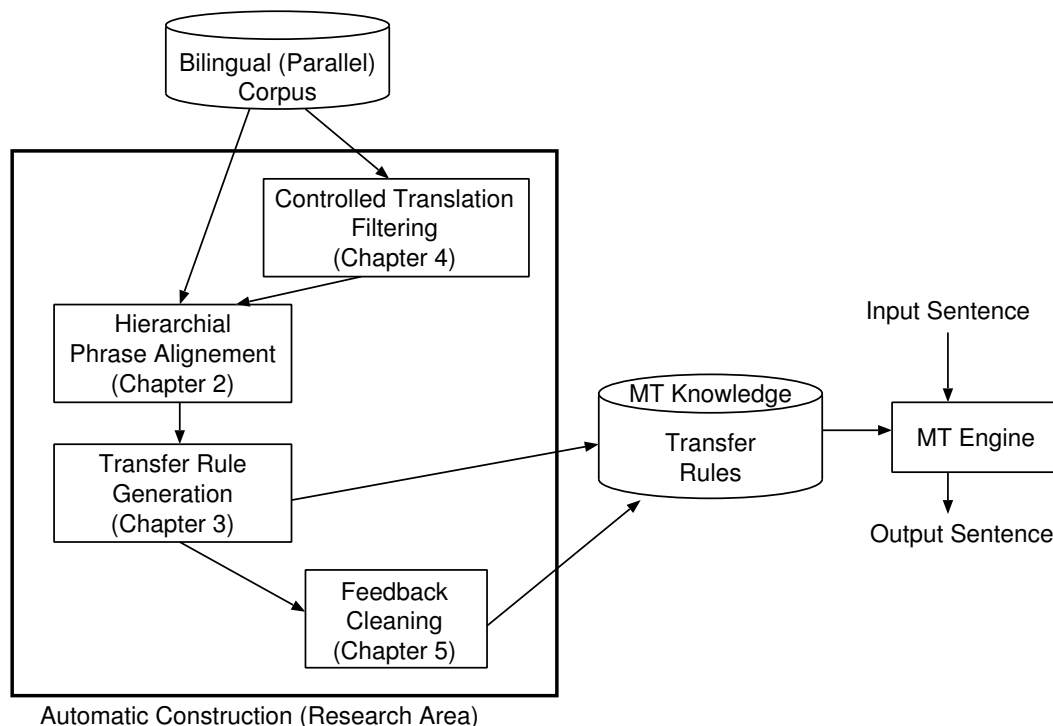 Bilingual (Parallel)
Corpus
Controlled Translation
Filtering
(Chapter 4)
Hierarchial
Phrase Alignement
(Chapter 2)
Transfer Rule
Generation
(Chapter 3)
Feedback
Cleaning
(Chapter 5)
MT Knowledge
Transfer
Rules
Input Sentence
MT Engine
Output Sentence
Automatic Construction (Research Area)